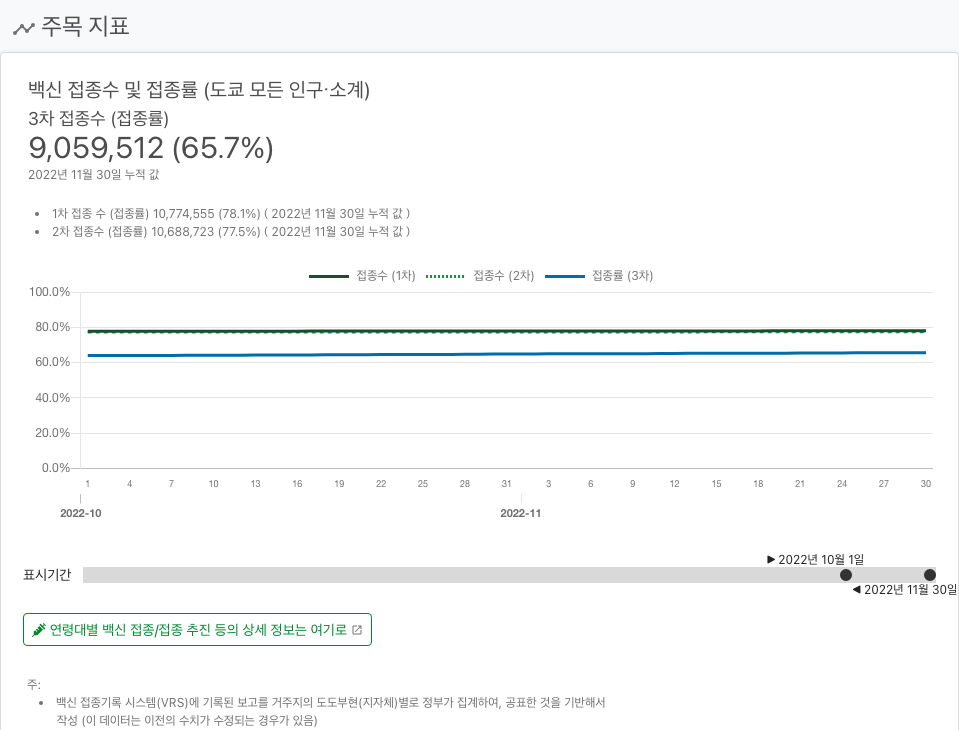 주목 지표
백신 접종수 및 접종률 (도쿄 모든 인구·소계)
3차 접종수 (접종률)
9,059,512 (65.7%)
2022년 11월 30일 누적 값
• 1차 접종 수 (접종률) 10,774,555 (78.1%) ( 2022년 11월 30일 누적 값 )
• 2차 접종수 (접종률) 10,688,723 (77.5%) ( 2022년 11월 30일 누적 값 )
접종수 (1차) 접종수 (2차) 접종률 (3차)
100.0%
80.0%
60.0%
40.0%
20.0%
0.0%
1 4 7 10 13 16 19 22 25 28 31 3 6 9 12 15 18 21 24 27 30
2022-10 2022-11
▶ 2022년 10월 1일
표시기간
◀ 2022년 11월 30일
연령대별 백신 접종/접종 추진 등의 상세 정보는 여기로
주:
• 백신 접종기록 시스템(VRS)에 기록된 보고를 거주지의 도도부현(지자체)별로 정부가 집계하여, 공표한 것을 기반해서
작성 (이 데이터는 이전의 수치가 수정되는 경우가 있음)